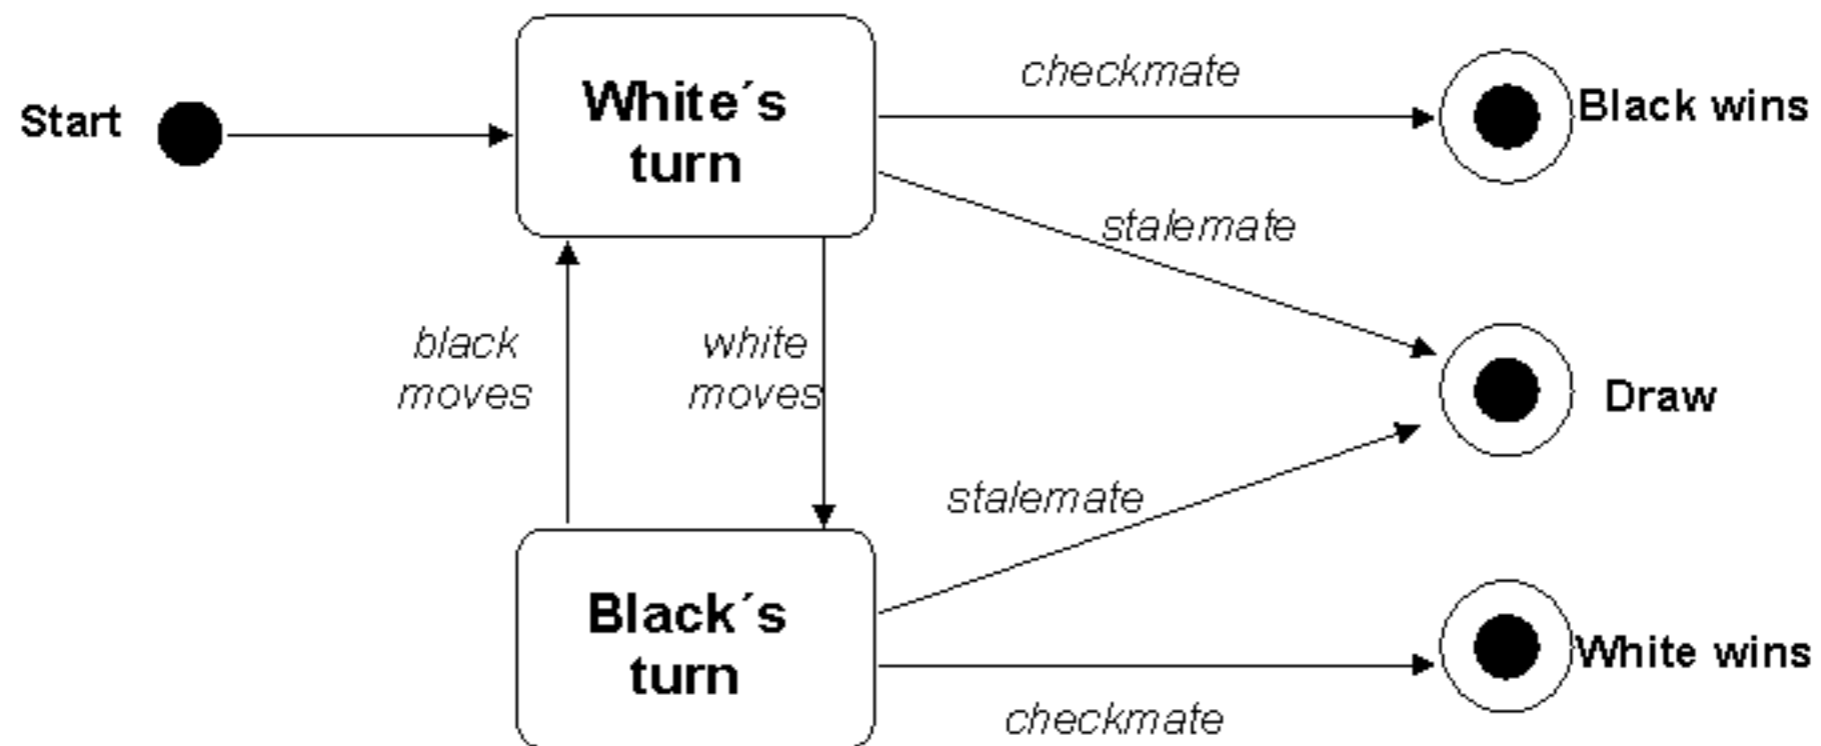 Start
White´s
turn
checkmate
Black wins
stalemate
black
moves
white
moves
Draw
stalemate
Black´s
turn
White wins
checkmate